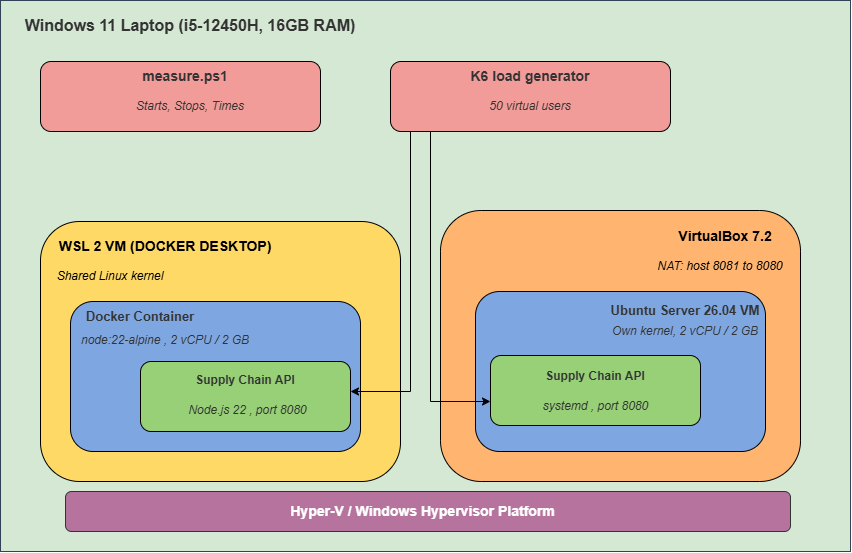 Windows 11 Laptop (i5-12450H, 16GB RAM)
measure.ps1
Starts, Stops, Times
K6 load generator
50 virtual users
WSL 2 VM (DOCKER DESKTOP)
Shared Linux kernel
Docker Container
node:22-alpine , 2 vCPU / 2 GB
Supply Chain API
Node.js 22 , port 8080
VirtualBox 7.2
NAT: host 8081 to 8080
Ubuntu Server 26.04 VM
Own kernel, 2 vCPU / 2 GB
Supply Chain API
systemd , port 8080
Hyper-V / Windows Hypervisor Platform